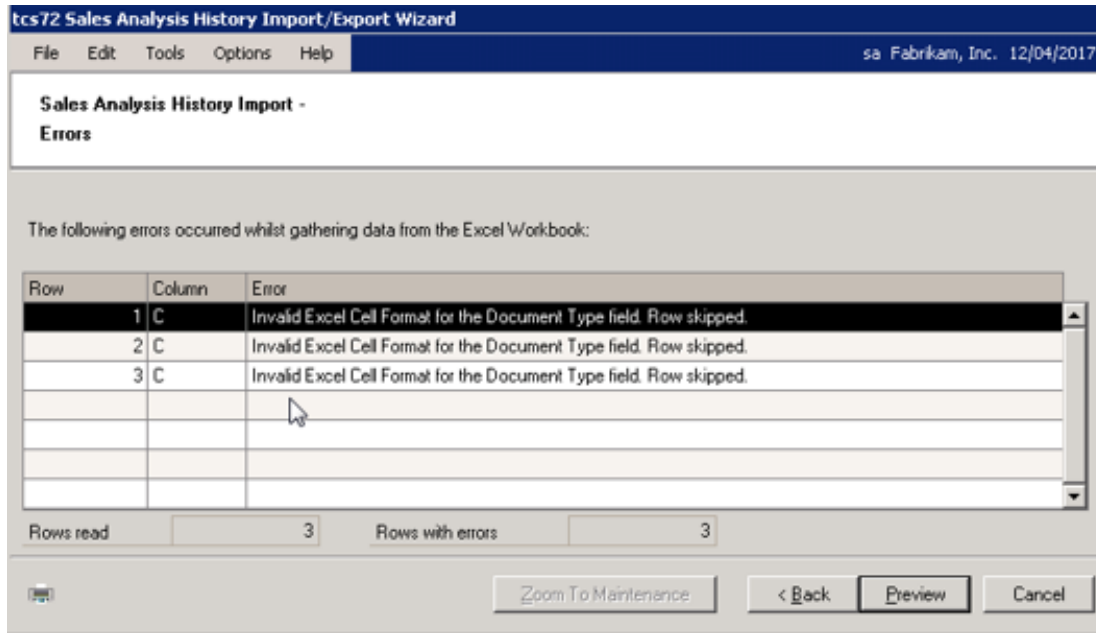 tcs72 Sales Analysis History Import/Export Wizard
File Edit Tools Options Help sa Fabrikam, Inc. 12/04/2017
Sales Analysis History Import -
Errors
The following errors occurred whilst gathering data from the Excel Workbook:
Row Column Error
1 C Invalid Excel Cell Format for the Document Type field. Row skipped.
2 C Invalid Excel Cell Format for the Document Type field. Row skipped.
3 C Invalid Excel Cell Format for the Document Type field. Row skipped.
Rows read 3 Rows with errors 3
Zoom To Maintenance < Back Preview Cancel